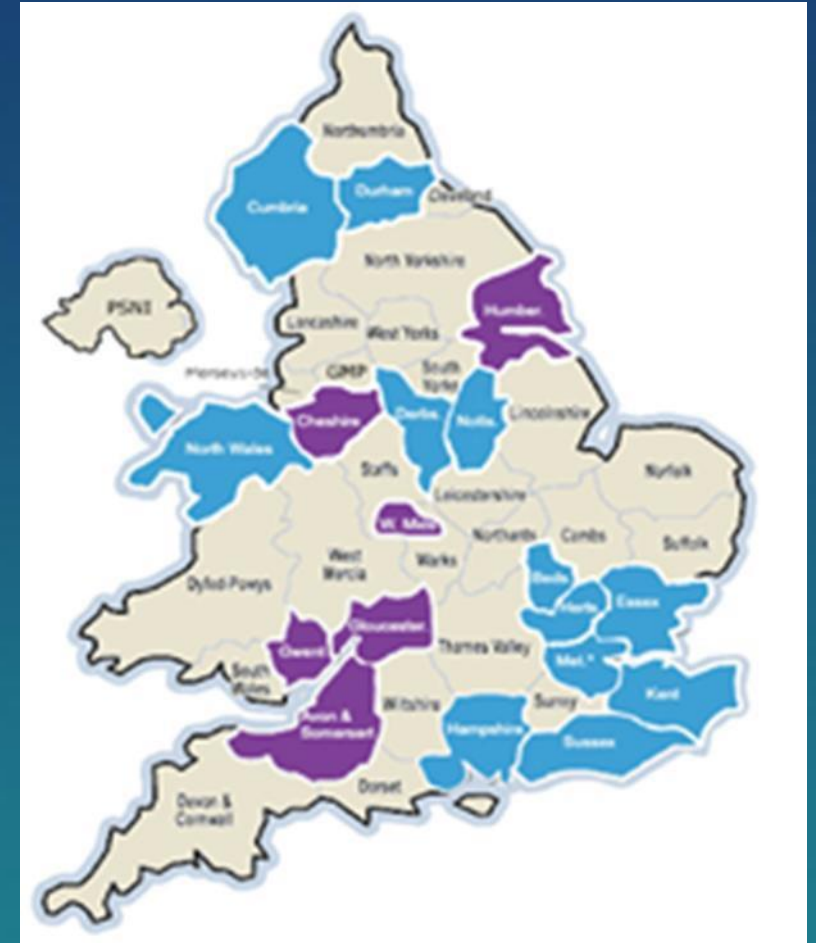 Northumbria
Cumbria
Durham
Cleveland
North Yorkshire
PSNI
Humber.
Lancashire
West Yorks
Merseyside
GMP
South
Yorks
Cheshire
Derbs.
Notts.
Lincolnshire
North Wales
Staffs
Norfolk
Leicestershire
W. Mids
Northants
Cambs
Suffolk
West
Mercia
Warks
Dyfed-Powys
Beds
Herts
Essex
Gloucester.
Gwent
Thames Valley
Met.*
South
Wales
Kent
Wiltshire
Surrey
Avon &
Somerset
Hampshire
Sussex
Dorset
Devon &
Cornwall